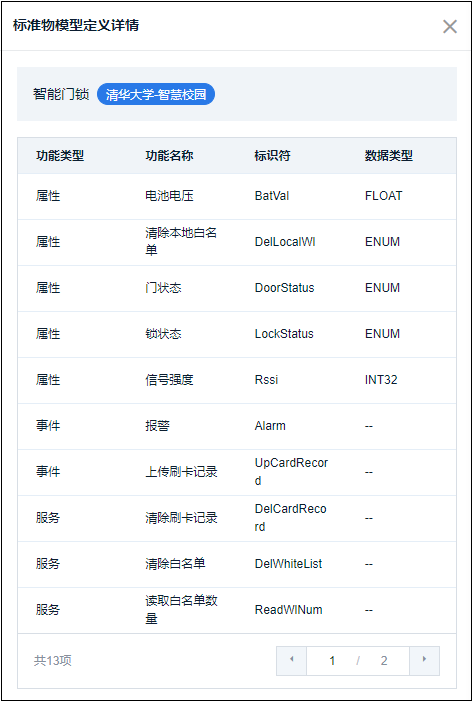 标准物模型定义详情
智能门锁 清华大学-智慧校园
功能类型 功能名称 标识符 数据类型
属性 电池电压 BatVal FLOAT
属性 清除本地白名 DelLocalWl ENUM
单
属性 门状态 DoorStatus ENUM
属性 锁状态 LockStatus ENUM
属性 信号强度 Rssi INT32
事件 报警 Alarm --
事件 上传刷卡记录 UpCardRecor --
d
服务 清除刷卡记录 DelCardReco --
rd
服务 清除白名单 DelWhiteList --
服务 读取白名单数 ReadWlNum --
量
共13项 1 / 2